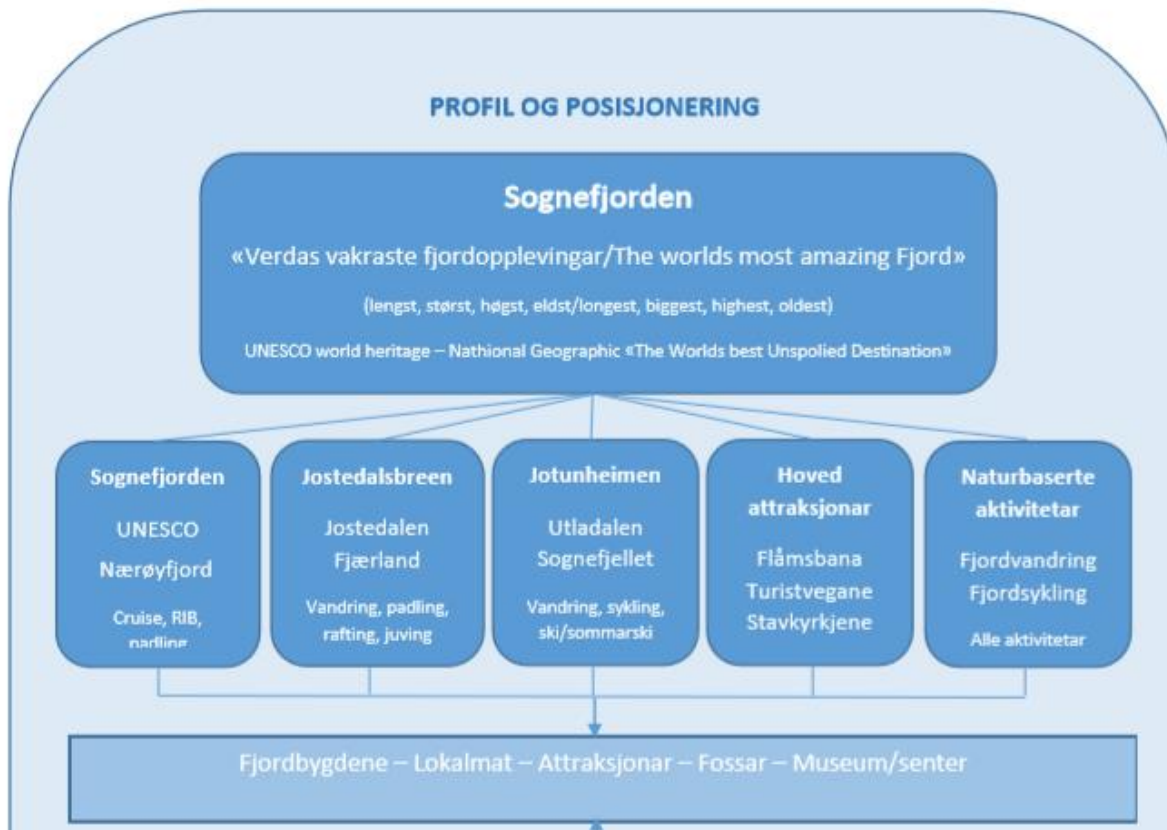 PROFIL OG POSISJONERING
Sognefjorden
«Verdas vakraste fjordopplevingar/The worlds most amazing Fjord»
(lengst, størst, høgst, eldst/longest, biggest, highest, oldest)
UNESCO world heritage – Nathional Geographic «The Worlds best Unspolied Destination»
Sognefjorden
UNESCO
Nærøyfjord
Cruise, RIB,
padling
Jostedalsbreen
Jostedalen
Fjærland
Vandring, padling,
rafting, juving
Jotunheimen
Utladalen
Sognefjellet
Vandring, sykling,
ski/sommarski
Hoved
attraksjonar
Flåmsbana
Turistvegane
Stavkyrkjene
Naturbaserte
aktivitetar
Fjordvandring
Fjordsykling
Alle aktivitetar
Fjordbygdene – Lokalmat – Attraksjonar – Fossar – Museum/senter